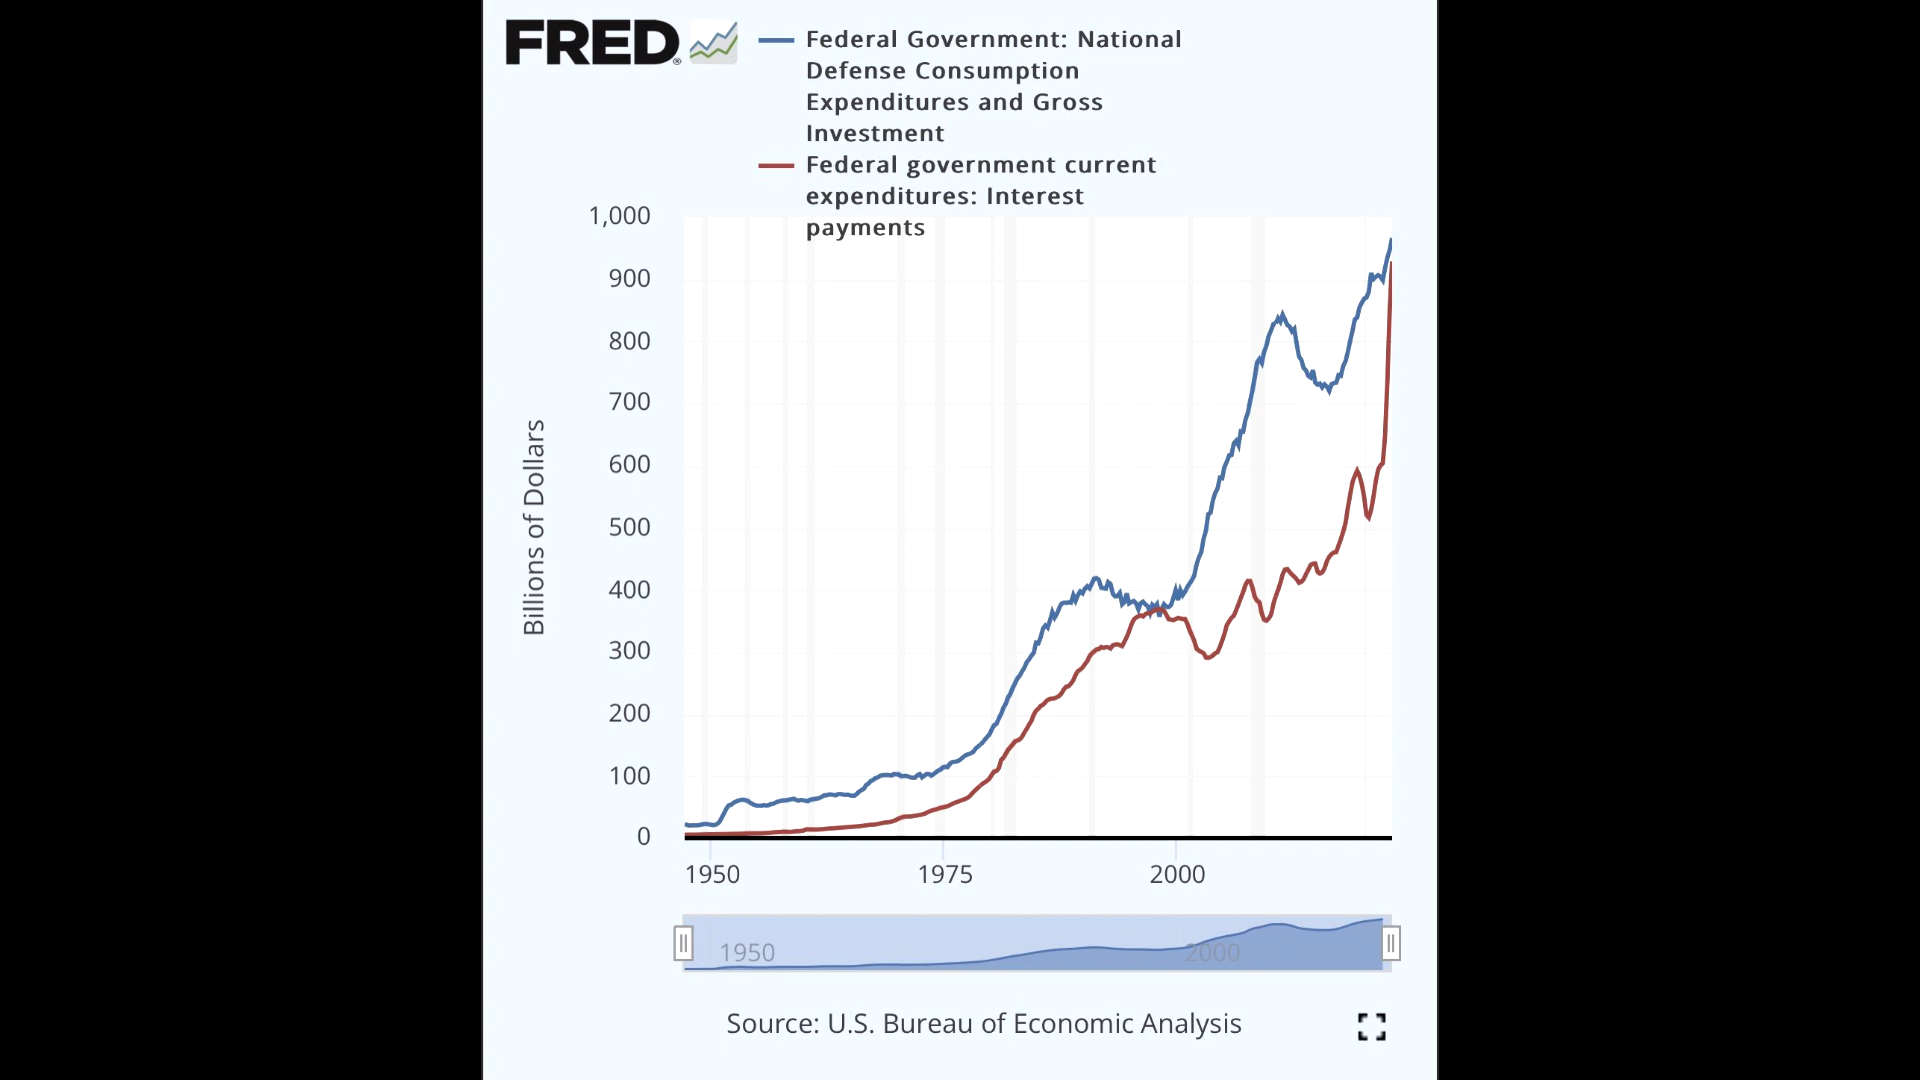 FRED®
Federal Government: National
Defense Consumption
Expenditures and Gross
Investment
Federal government current
expenditures: Interest
payments
Billions of Dollars
1,000
900
800
700
600
500
400
300
200
100
0
1950
1975
2000
1950
2000
Source: U.S. Bureau of Economic Analysis